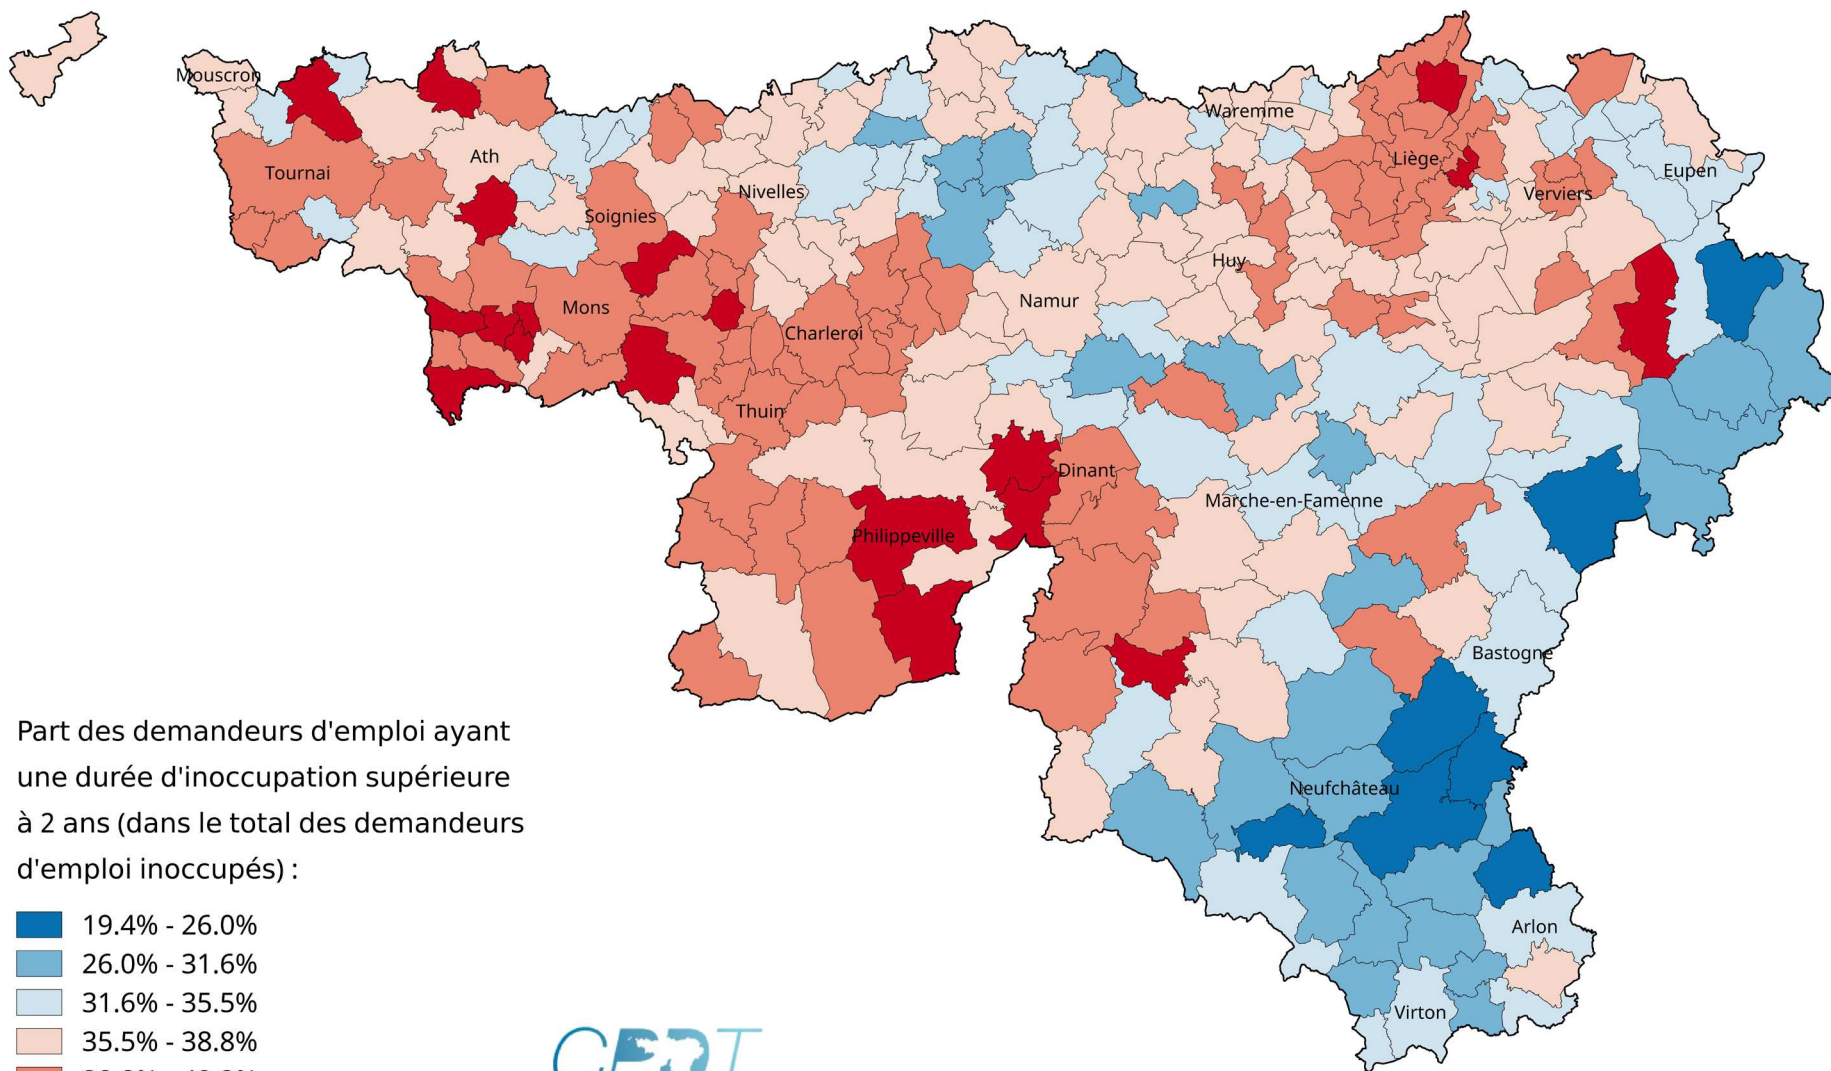 Mouscron
Waremme
Ath
Liège
Tournai
Eupen
Nivelles
Verviers
Soignies
Huy
Namur
Mons
Charleroi
Thuin
Dinant
Marche-en-Famenne
Philippeville
Bastogne
Neufchâteau
Arlon
Virton
Part des demandeurs d'emploi ayant
une durée d'inoccupation supérieure
à 2 ans (dans le total des demandeurs
d'emploi inoccupés) :
19.4% - 26.0%
26.0% - 31.6%
31.6% - 35.5%
35.5% - 38.8%
CPDT